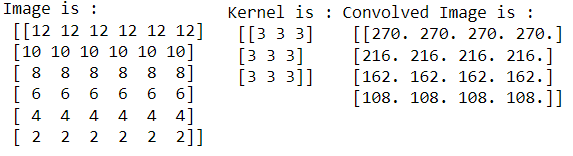 Image is :
[[12 12 12 12 12 12]
[10 10 10 10 10 10]
[ 8  8  8  8  8  8]
[ 6  6  6  6  6  6]
[ 4  4  4  4  4  4]
[ 2  2  2  2  2  2]]
Kernel is :
[[3 3 3]
[3 3 3]
[3 3 3]]
Convolved Image is :
[[270. 270. 270. 270.]
[216. 216. 216. 216.]
[162. 162. 162. 162.]
[108. 108. 108. 108.]]